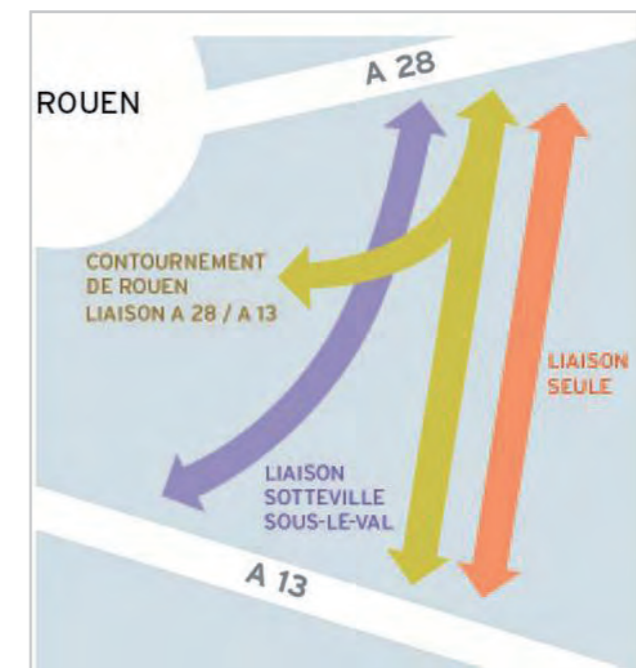 A 28
ROUEN
CONTOURNEMENT
DE ROUEN
LIAISON A 28 / A 13
LIAISON
SEULE
LIAISON
SOTTEVILLE
SOUS-LE-VAL
A 13